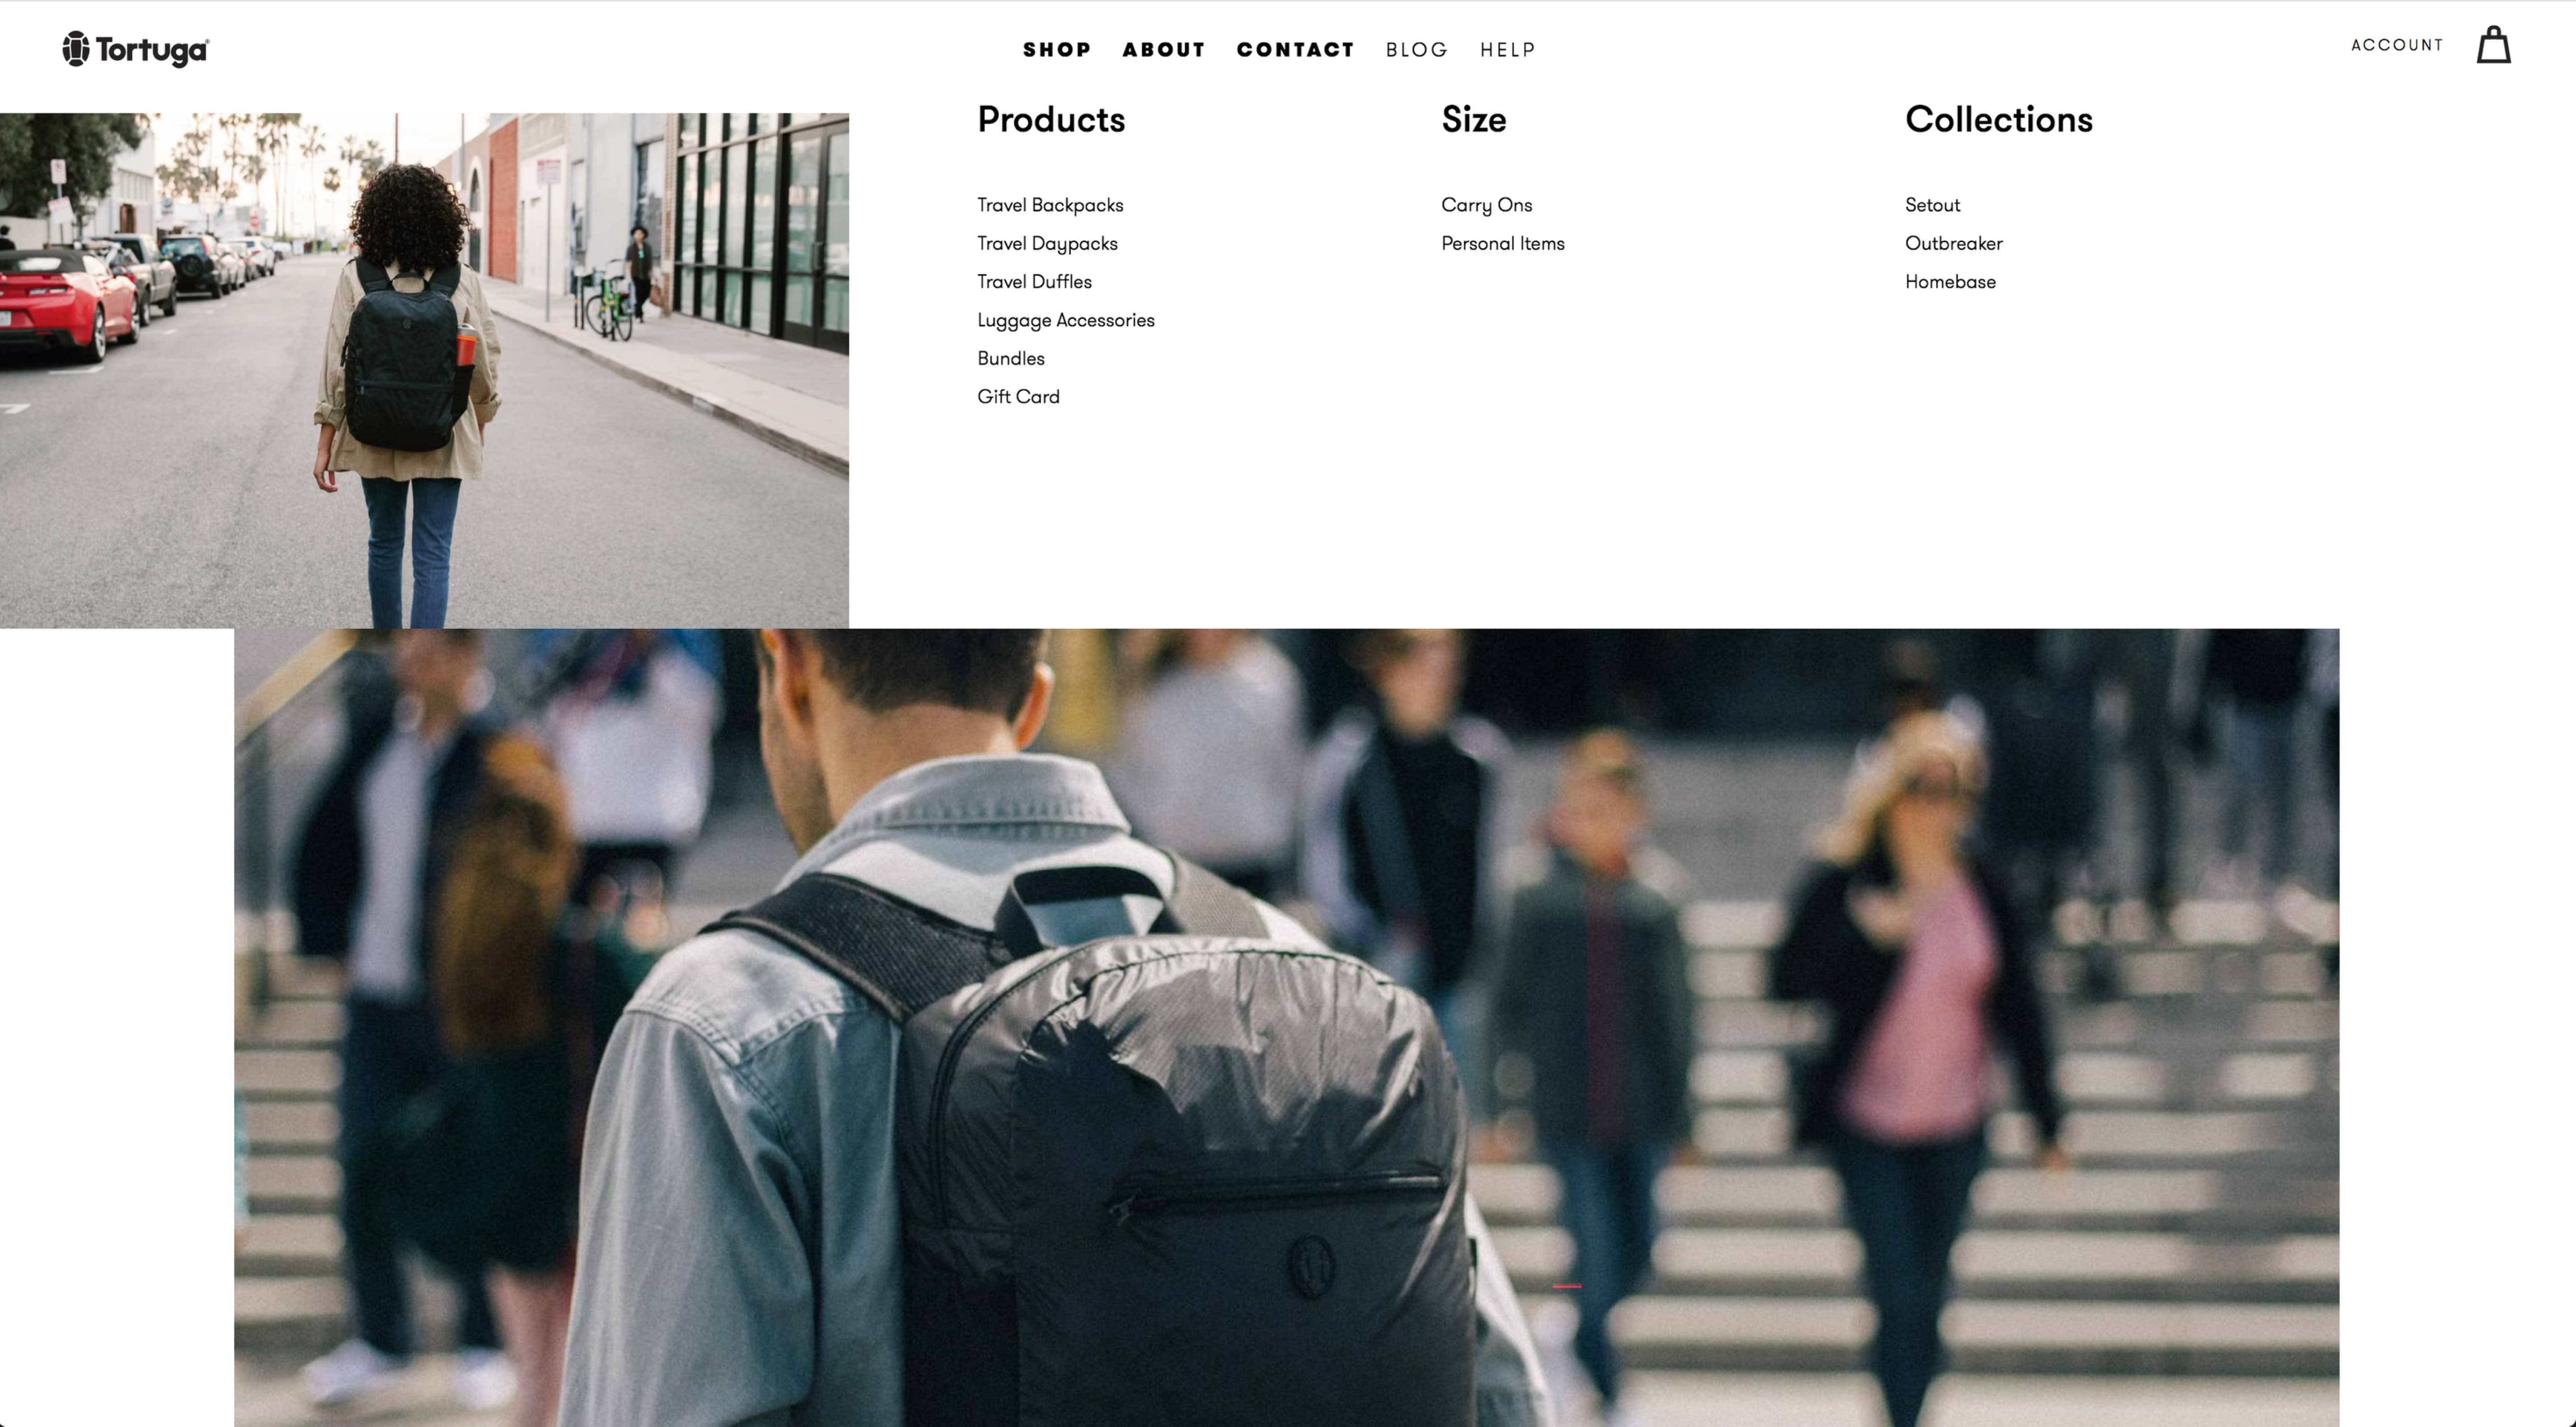 Tortuga
SHOP ABOUT CONTACT BLOG HELP
ACCOUNT
Products
Travel Backpacks
Travel Daypacks
Travel Duffles
Luggage Accessories
Bundles
Gift Card
Size
Carry Ons
Personal Items
Collections
Setout
Outbreaker
Homebase